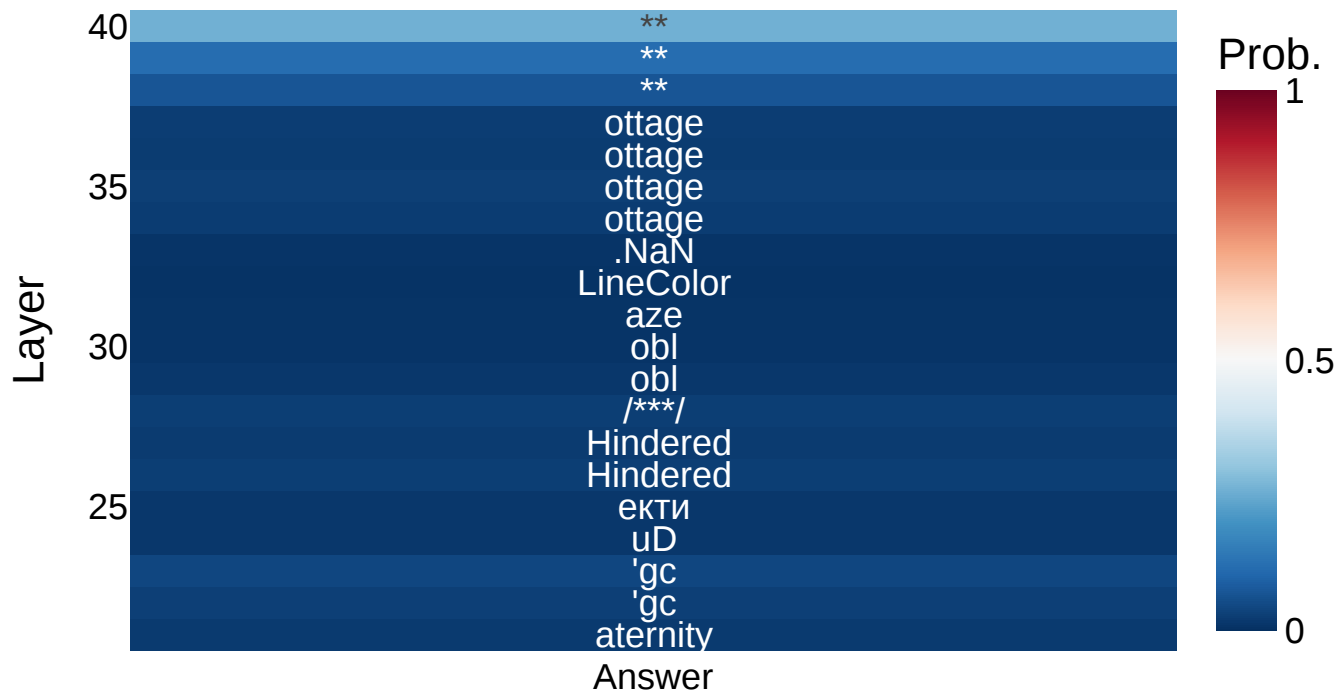 40
**
Prob.
**
1
**
ottage
ottage
35
ottage
ottage
.NaN
LineColor
Layer
aze
30
obl
0.5
obl
/***/
Hindered
Hindered
25
екти
uD
'gc
'gc
0
aternity
Answer